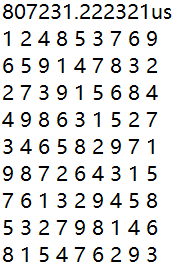 807231.222321us
1 2 4 8 5 3 7 6 9
6 5 9 1 4 7 8 3 2
2 7 3 9 1 5 6 8 4
4 9 8 6 3 1 5 2 7
3 4 6 5 8 2 9 7 1
9 8 7 2 6 4 3 1 5
7 6 1 3 2 9 4 5 8
5 3 2 7 9 8 1 4 6
8 1 5 4 7 6 2 9 3